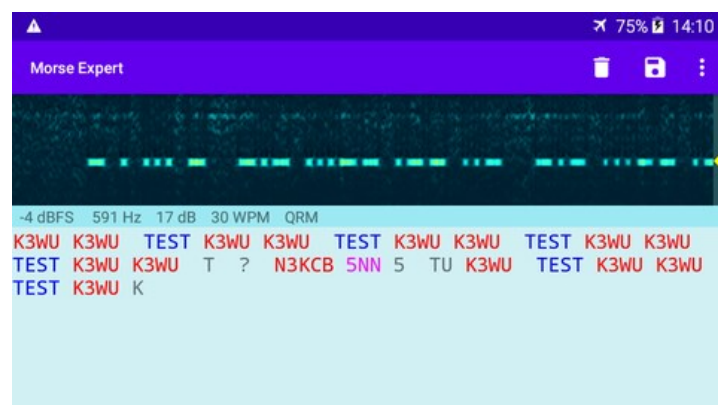 75% 14:10
Morse Expert
-4 dBFS 591 Hz 17 dB 30 WPM QRM
K3WU K3WU TEST K3WU K3WU TEST K3WU K3WU TEST K3WU K3WU
TEST K3WU K3WU T ? N3KCB 5NN 5 TU K3WU TEST K3WU K3WU
TEST K3WU K